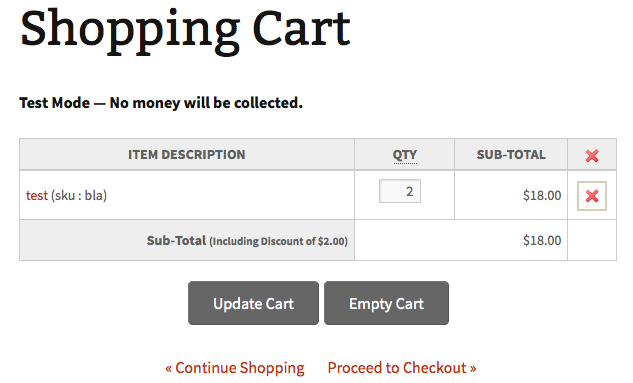 Shopping Cart
Test Mode — No money will be collected.
ITEM DESCRIPTION QTY SUB-TOTAL
test (sku : bla) 2 $18.00
Sub-Total (Including Discount of $2.00) $18.00
Update Cart Empty Cart
« Continue Shopping Proceed to Checkout »